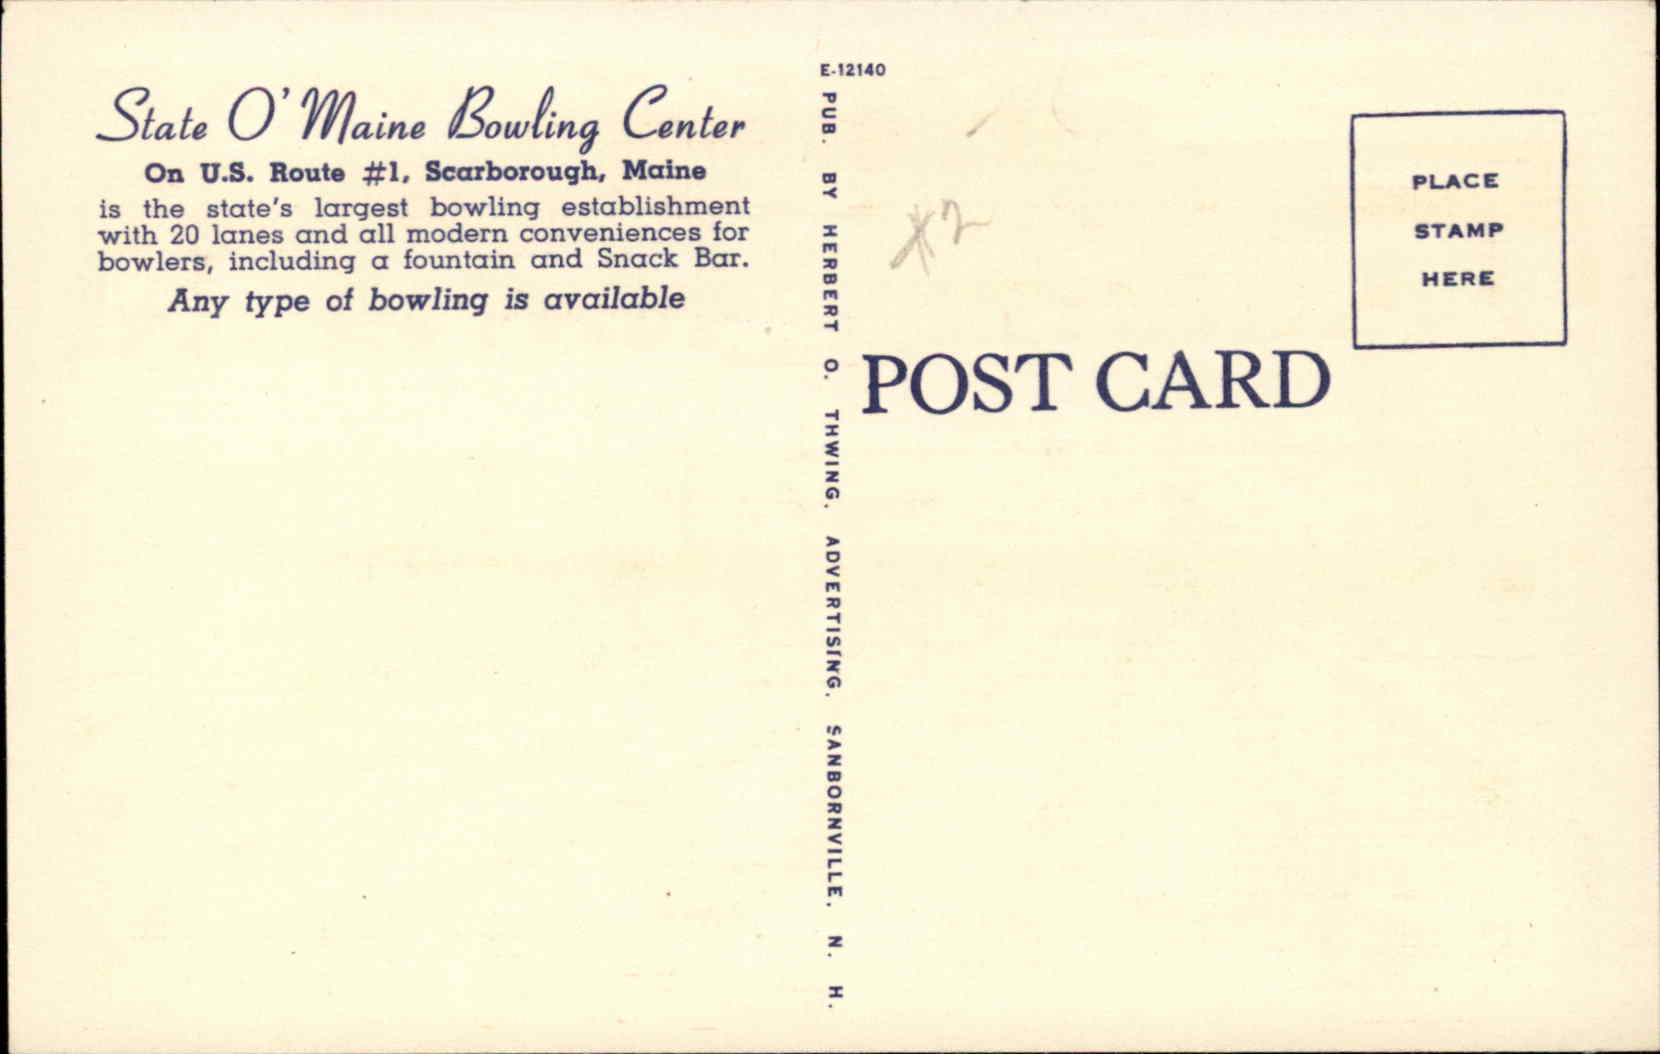 State O' Maine Bowling Center
On U.S. Route #1, Scarborough, Maine
is the state's largest bowling establishment
with 20 lanes and all modern conveniences for
bowlers, including a fountain and Snack Bar.
Any type of bowling is available
E-12140
PUB. BY HERBERT O. THWING, ADVERTISING, SANBORNVILLE, N. H.
x2
POST CARD
PLACE
STAMP
HERE